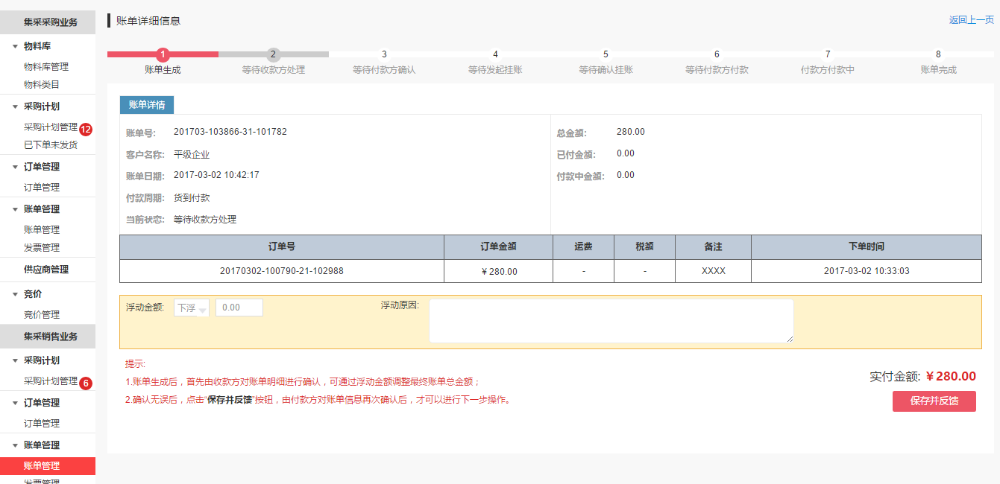 集采采购业务
物料库
物料库管理
物料类目
采购计划
采购计划管理 12
已下单未发货
订单管理
订单管理
账单管理
账单管理
发票管理
供应商管理
竞价
竞价管理
集采销售业务
采购计划
采购计划管理 6
订单管理
订单管理
账单管理
账单管理
发票管理
账单详细信息
返回上一页
1 2 3 4 5 6 7 8
账单生成 等待收款方处理 等待付款方确认 等待发起挂账 等待确认挂账 等待付款方付款 付款方付款中 账单完成
账单详情
账单号: 201703-103866-31-101782
客户名称: 平级企业
账单日期: 2017-03-02 10:42:17
付款周期: 货到付款
当前状态: 等待收款方处理
总金额: 280.00
已付金额: 0.00
付款中金额: 0.00
订单号 订单金额 运费 税额 备注 下单时间
20170302-100790-21-102988 ¥280.00 - - XXXX 2017-03-02 10:33:03
浮动金额: 下浮 0.00 浮动原因:
提示:
1.账单生成后，首先由收款方对账单明细进行确认，可通过浮动金额调整最终账单总金额；
2.确认无误后，点击“保存并反馈”按钮，由付款方对账单信息再次确认后，才可以进行下一步操作。
实付金额: ¥280.00
保存并反馈